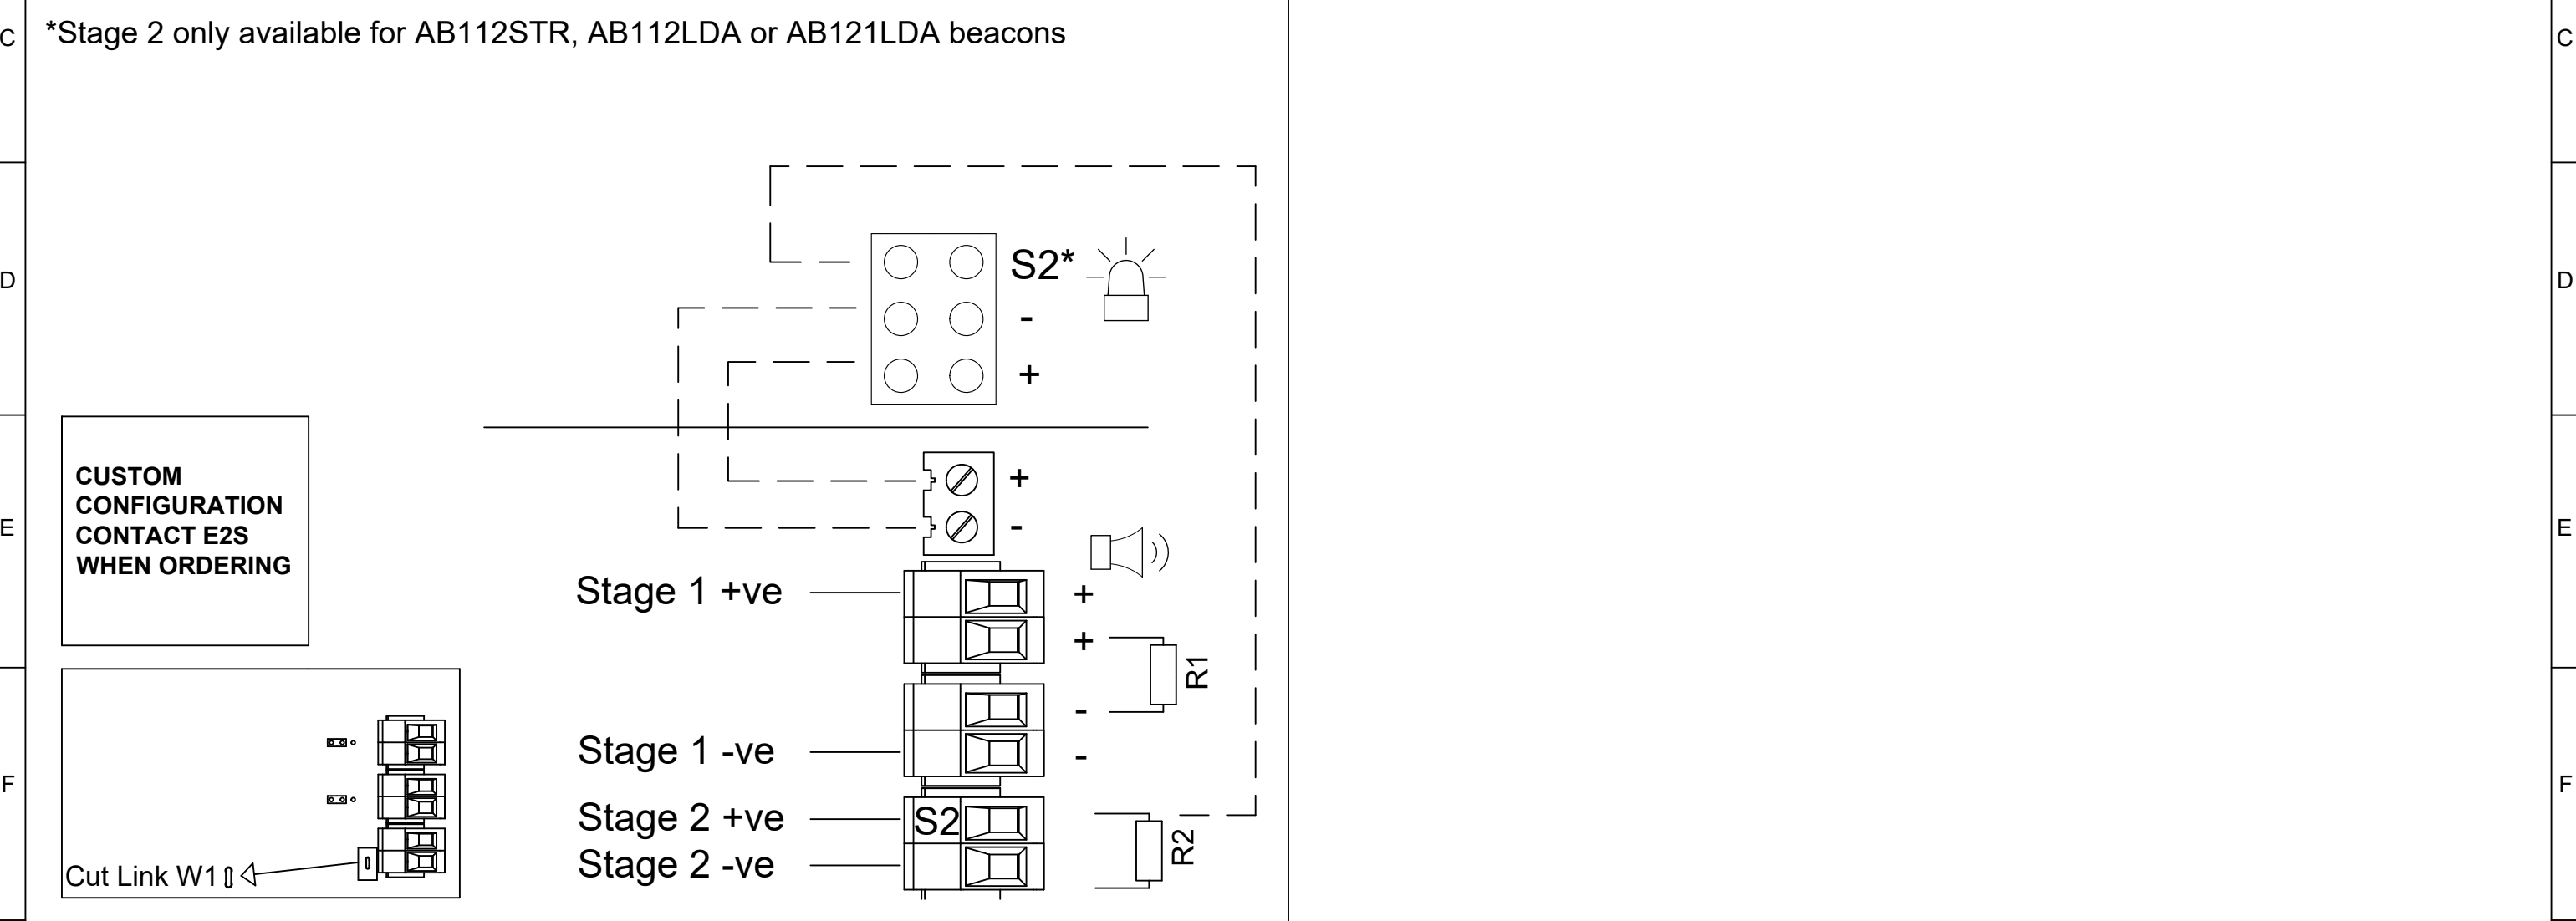 C
*Stage 2 only available for AB112STR, AB112LDA or AB121LDA beacons
C
D
S2*
-
+
D
E
CUSTOM
CONFIGURATION
CONTACT E2S
WHEN ORDERING
+
-
E
Stage 1 +ve
+
+
R1
-
Stage 1 -ve
-
F
Stage 2 +ve
S2
R2
Stage 2 -ve
Cut Link W1
F